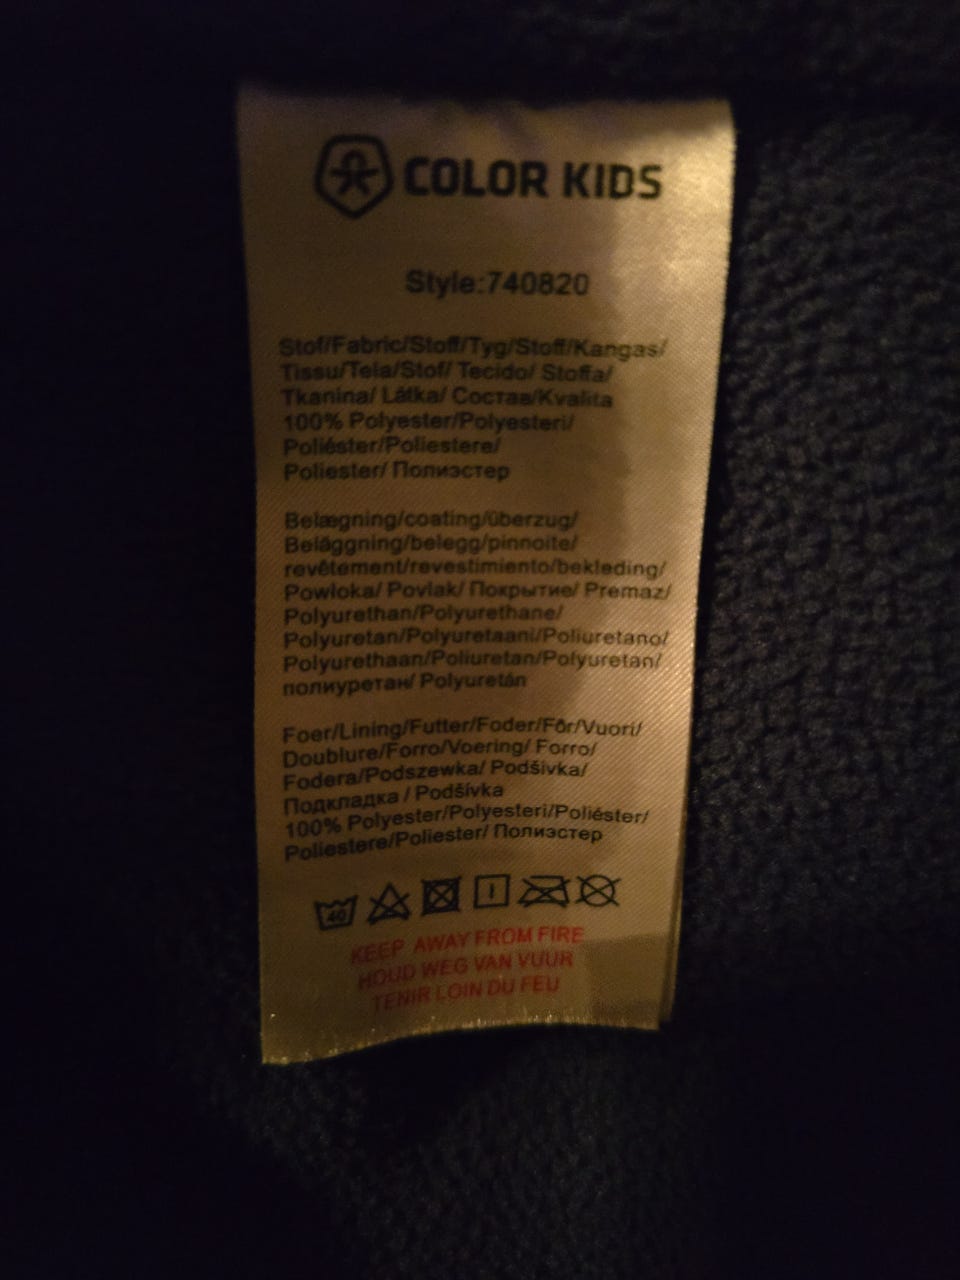 COLOR KIDS
Style:740820
Stof/Fabric/Stoff/Tyg/Stoff/Kangas/
Tissu/Tela/Stof/ Tecido/ Stoffa/
Tkanina/ Látka/ Состав/Kvalita
100% Polyester/Polyesteri/
Poliéster/Poliestere/
Poliester/ Полиэстер
Belægning/coating/überzug/
Beläggning/belegg/pinnoite/
revêtement/revestimiento/bekleding/
Powłoka/ Povlak/ Покрытие/ Premaz/
Polyurethan/Polyurethane/
Polyuretan/Polyuretaani/Poliuretano/
Polyurethaan/Poliuretan/Polyuretan/
полиуретан/ Polyuretán
Foer/Lining/Futter/Foder/Fôr/Vuori/
Doublure/Forro/Voering/ Forro/
Fodera/Podszewka/ Podšívka/
Подкладка / Podšívka
100% Polyester/Polyesteri/Poliéster/
Poliestere/Poliester/ Полиэстер
40
KEEP AWAY FROM FIRE
HOUD WEG VAN VUUR
TENIR LOIN DU FEU